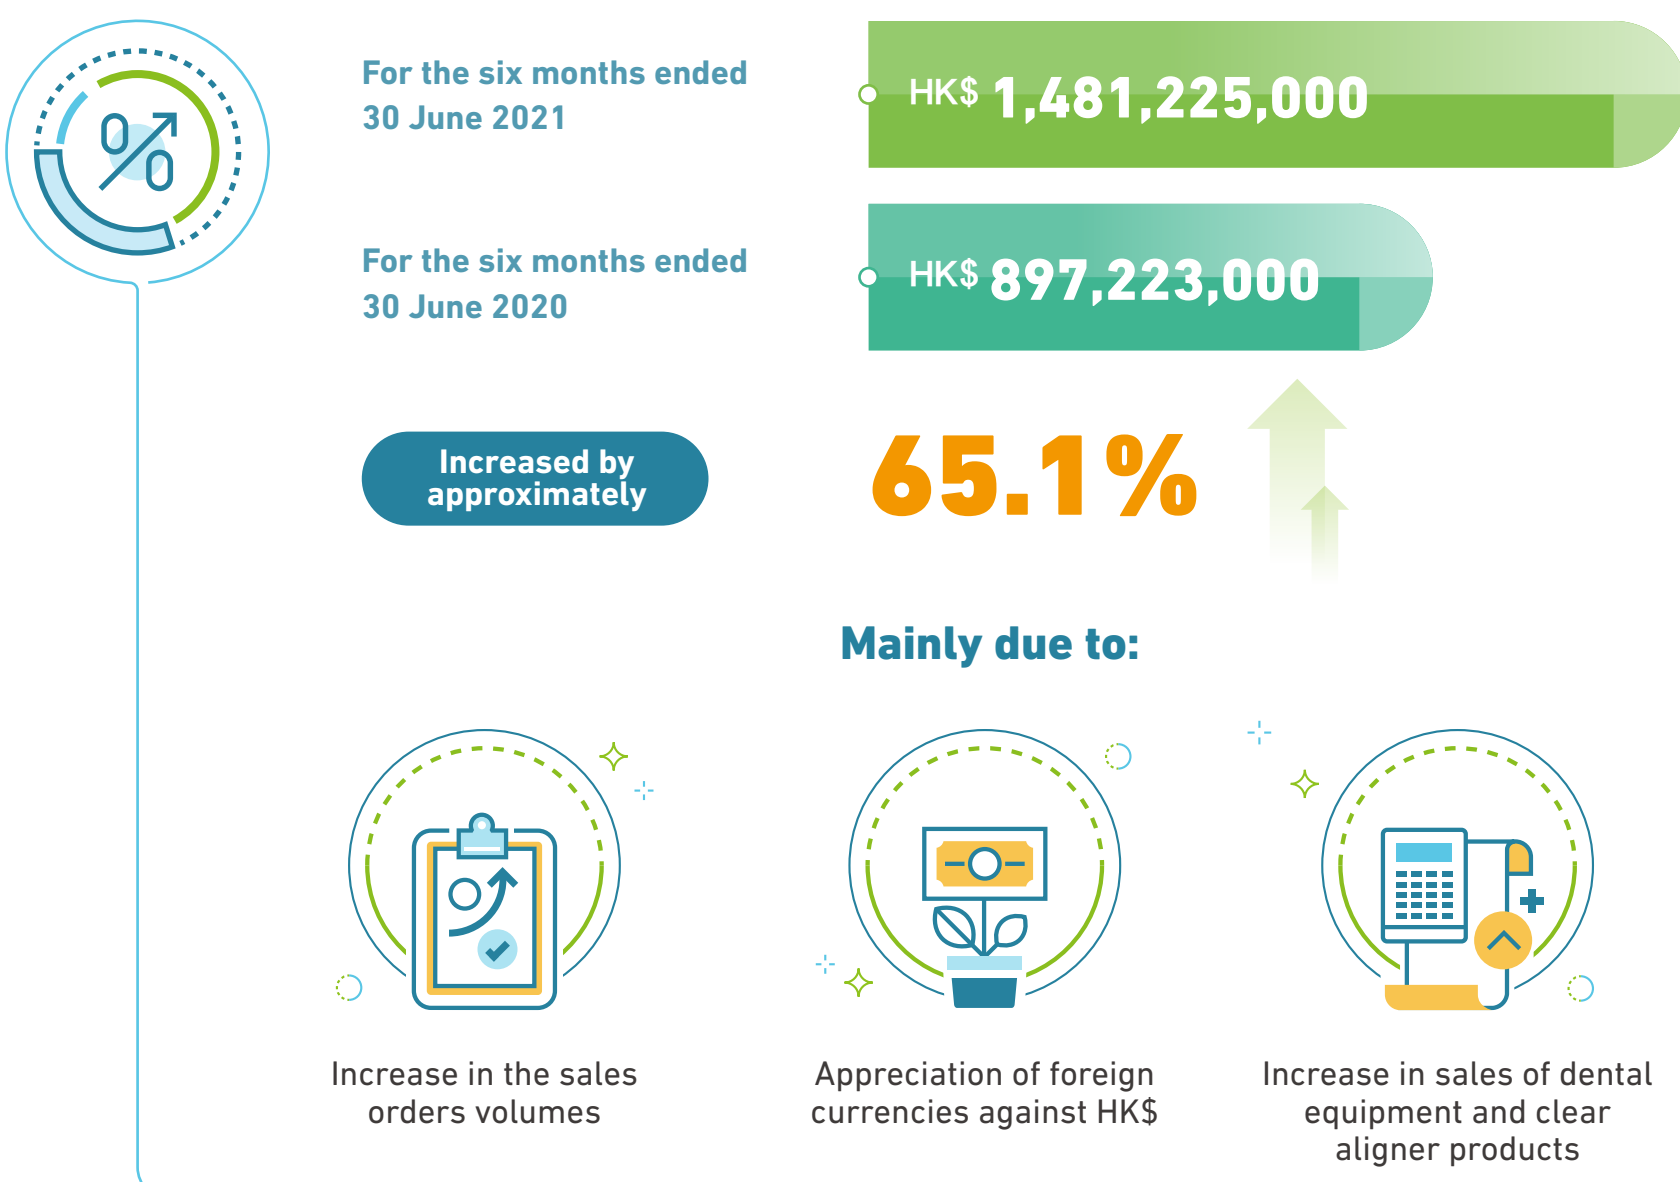 For the six months ended
30 June 2021
HK$ 1,481,225,000
For the six months ended
30 June 2020
HK$ 897,223,000
Increased by
approximately
65.1%
Mainly due to:
Increase in the sales
orders volumes
Appreciation of foreign
currencies against HK$
Increase in sales of dental
equipment and clear
aligner products